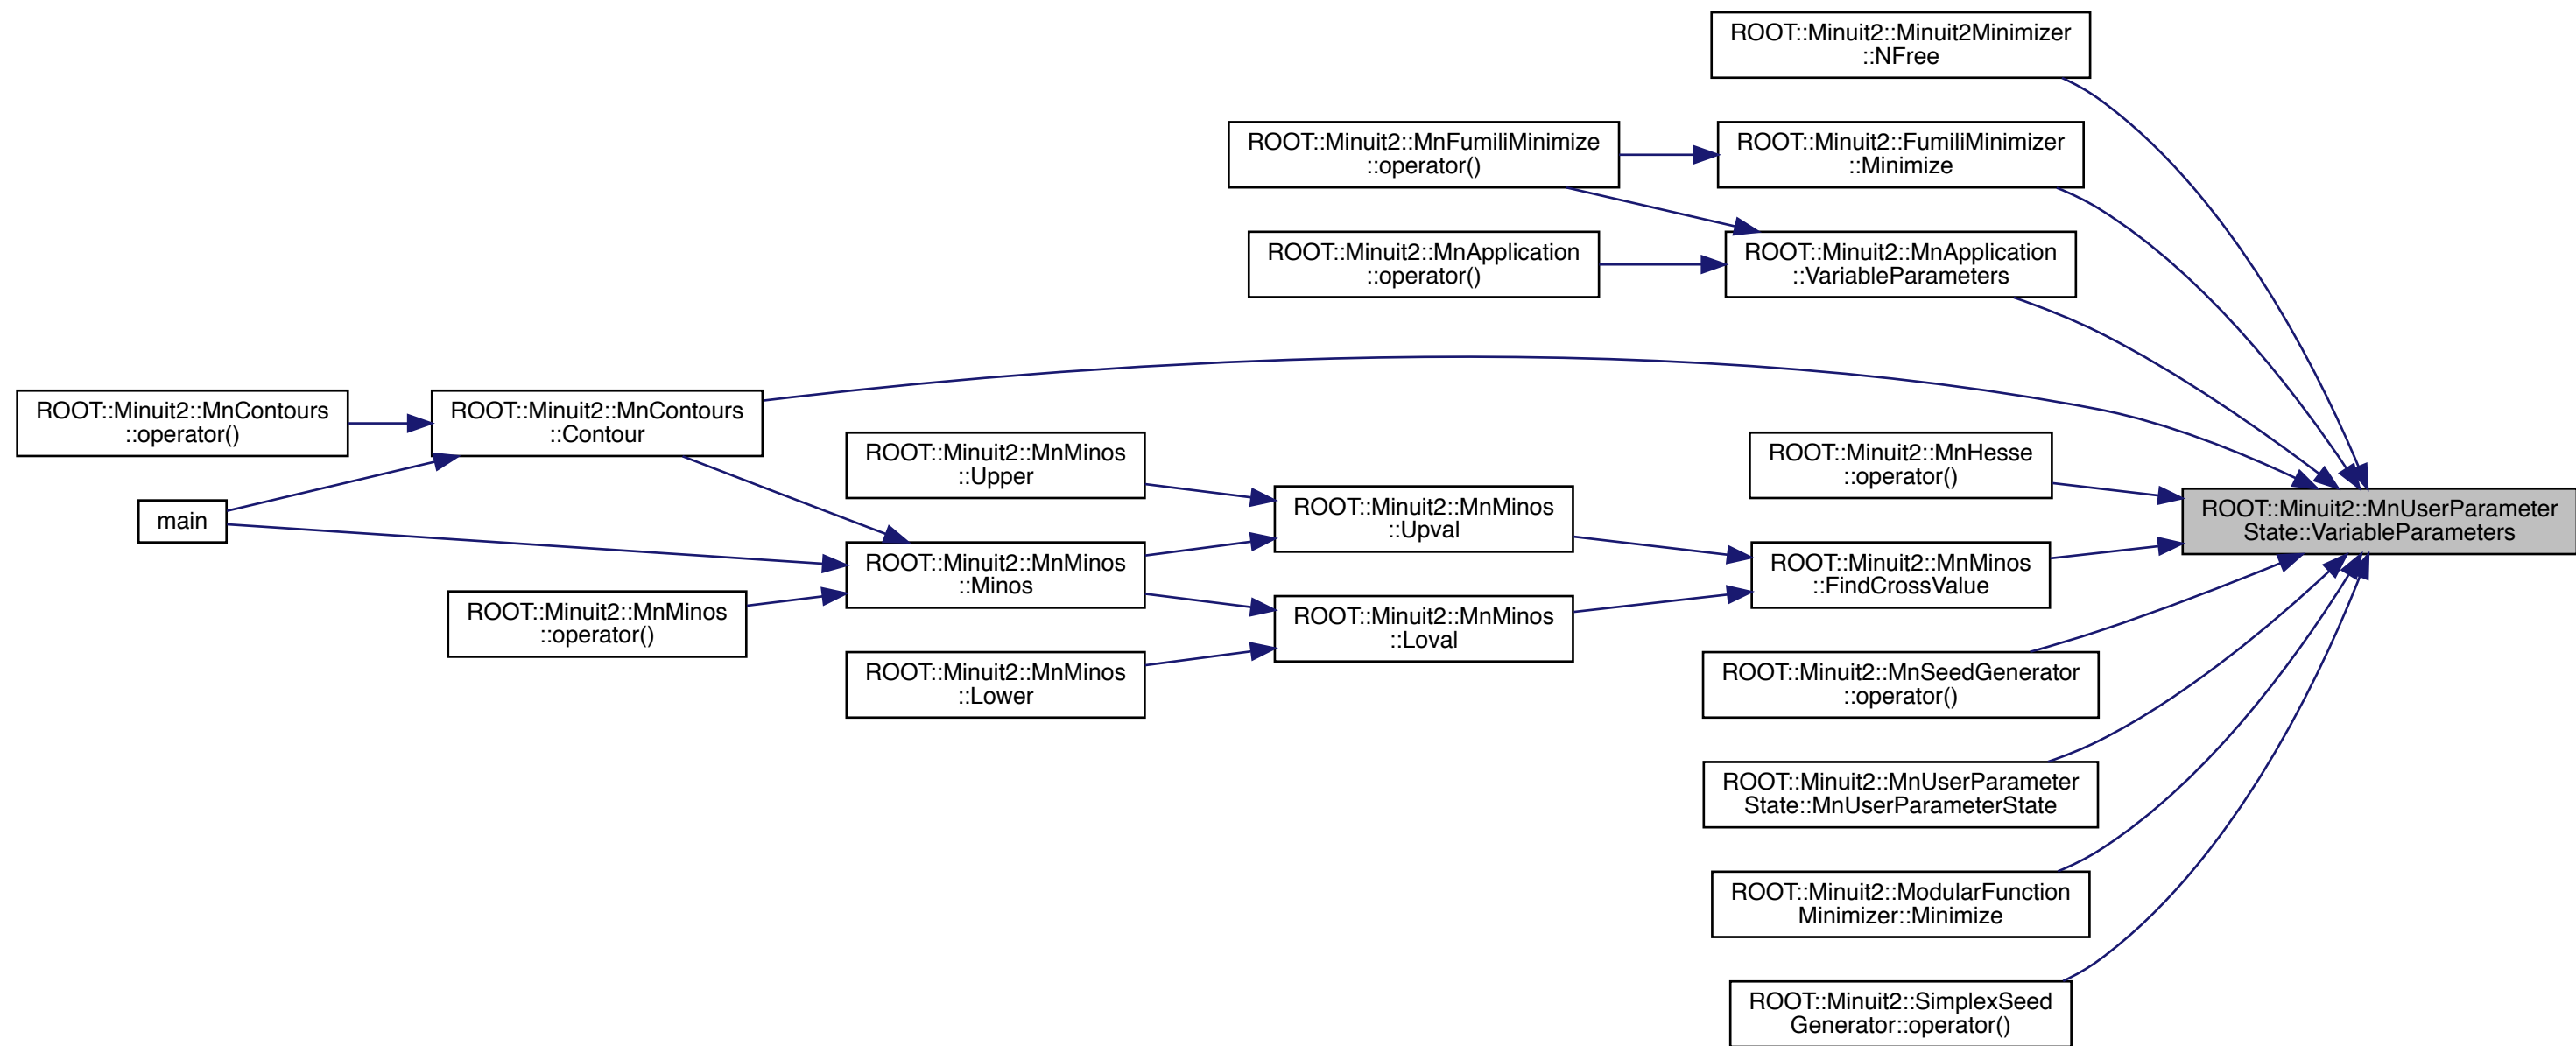 ROOT::Minuit2::Minuit2Minimizer
::NFree
ROOT::Minuit2::MnFumiliMinimize
::operator()
ROOT::Minuit2::FumiliMinimizer
::Minimize
ROOT::Minuit2::MnApplication
::operator()
ROOT::Minuit2::MnApplication
::VariableParameters
ROOT::Minuit2::MnContours
::operator()
ROOT::Minuit2::MnContours
::Contour
ROOT::Minuit2::MnMinos
::Upper
ROOT::Minuit2::MnHesse
::operator()
main
ROOT::Minuit2::MnMinos
::Upval
ROOT::Minuit2::MnUserParameter
State::VariableParameters
ROOT::Minuit2::MnMinos
::Minos
ROOT::Minuit2::MnMinos
::FindCrossValue
ROOT::Minuit2::MnMinos
::operator()
ROOT::Minuit2::MnMinos
::Loval
ROOT::Minuit2::MnMinos
::Lower
ROOT::Minuit2::MnSeedGenerator
::operator()
ROOT::Minuit2::MnUserParameter
State::MnUserParameterState
ROOT::Minuit2::ModularFunction
Minimizer::Minimize
ROOT::Minuit2::SimplexSeed
Generator::operator()